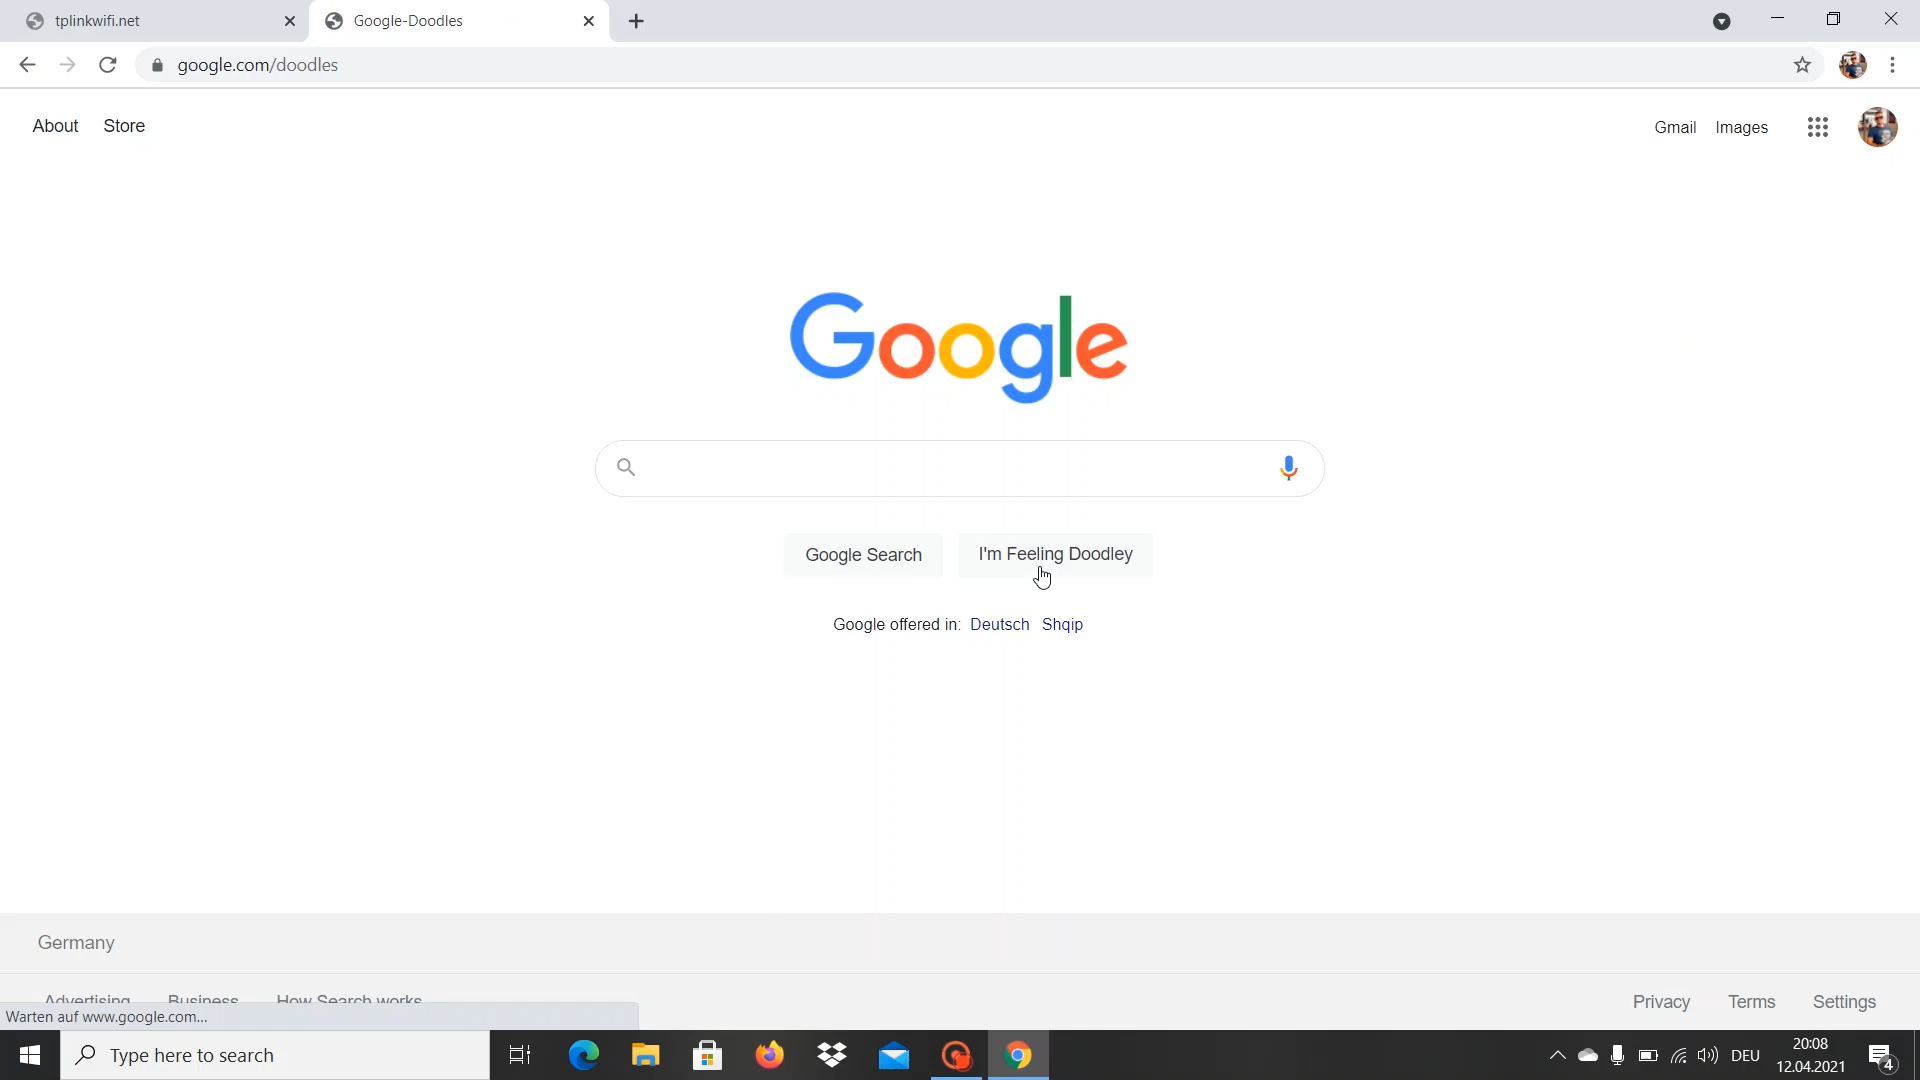 tplinkwifi.net
Google-Doodles
google.com/doodles
About Store
Gmail Images
Google
Google Search I'm Feeling Doodley
Google offered in: Deutsch Shqip
Germany
Advertising Business How Search works
Privacy Terms Settings
Warten auf www.google.com...
Type here to search
DEU
20:08
12.04.2021
4